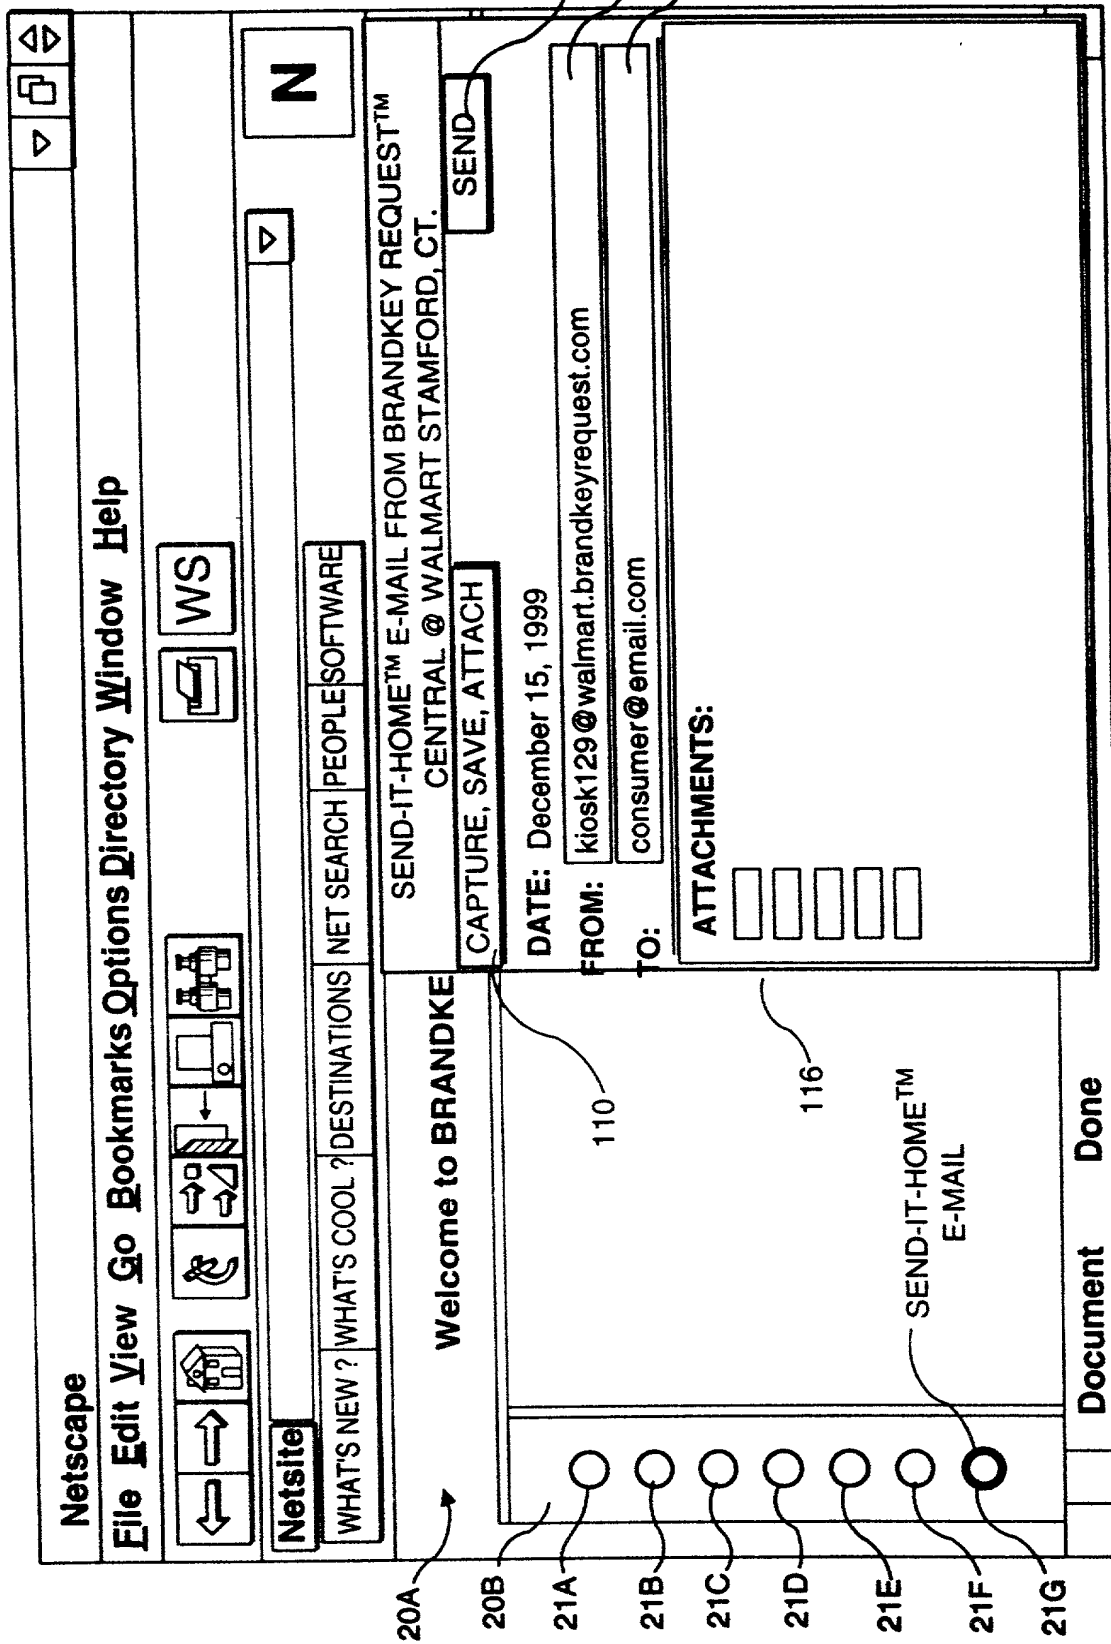 Netscape
File Edit View Go Bookmarks Options Directory Window Help
WS
N
Netsite
WHAT'S NEW ? WHAT'S COOL ? DESTINATIONS NET SEARCH PEOPLE SOFTWARE
SEND-IT-HOME™ E-MAIL FROM BRANDKEY REQUEST™
CENTRAL @ WALMART STAMFORD, CT.
20A
Welcome to BRANDKE
CAPTURE, SAVE, ATTACH
SEND
20B
DATE: December 15, 1999
21A
110
FROM: kiosk129@walmart.brandkeyrequest.com
21B
TO: consumer@email.com
21C
ATTACHMENTS:
21D
116
21E
21F
SEND-IT-HOME™
E-MAIL
21G
Document Done